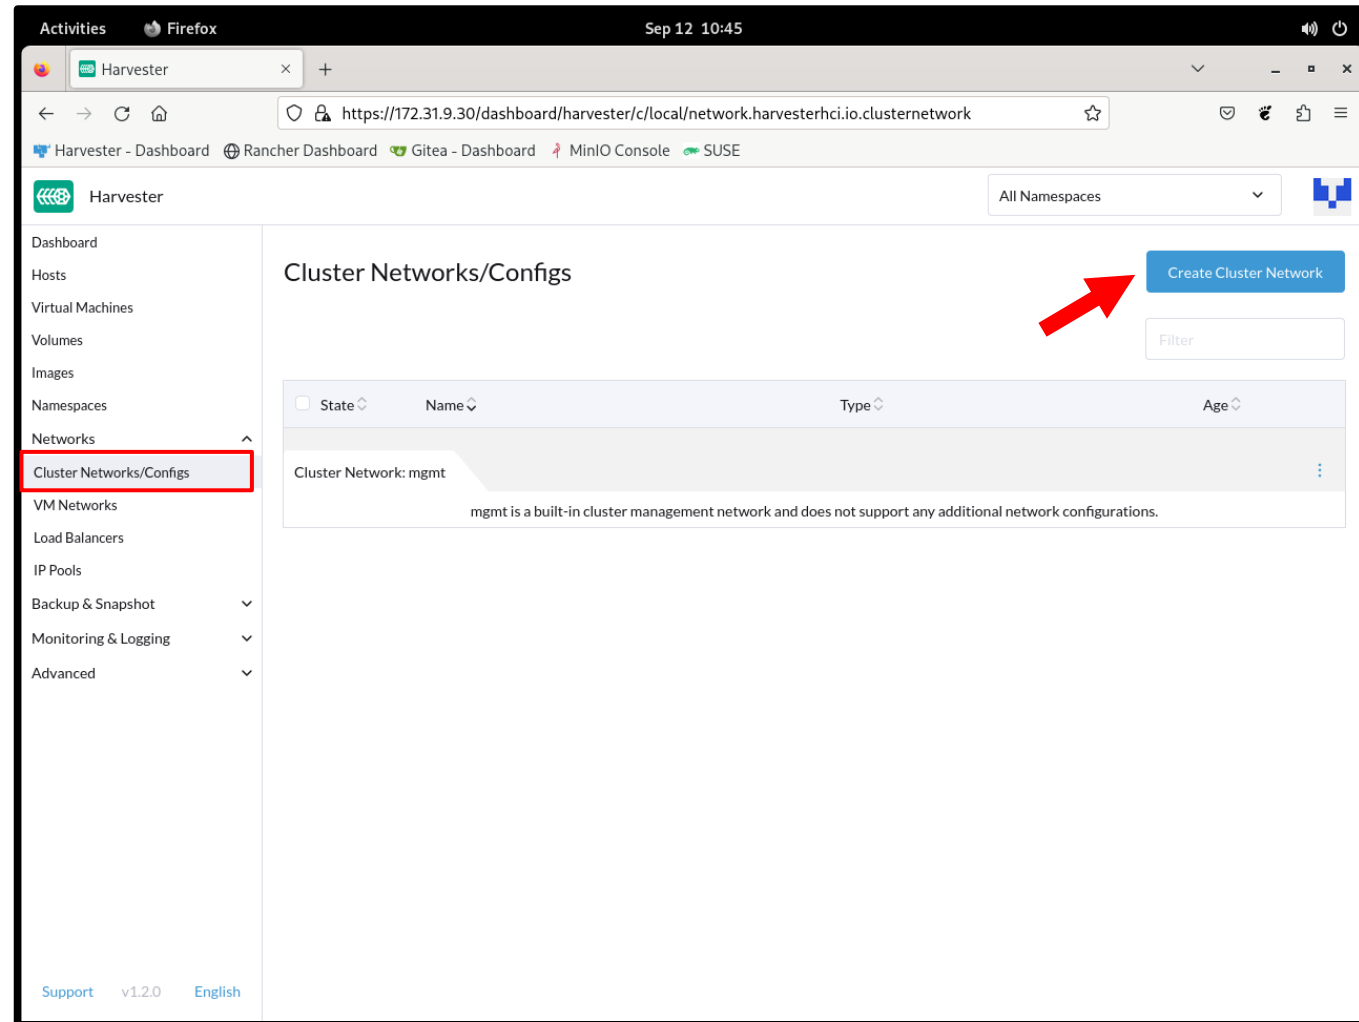 Activities Firefox Sep 12 10:45
Harvester
https://172.31.9.30/dashboard/harvester/c/local/network.harvesterhci.io.clusternetwork
Harvester - Dashboard Rancher Dashboard Gitea - Dashboard MinIO Console SUSE
Harvester All Namespaces
Dashboard
Hosts
Virtual Machines
Volumes
Images
Namespaces
Networks
Cluster Networks/Configs
VM Networks
Load Balancers
IP Pools
Backup & Snapshot
Monitoring & Logging
Advanced
Support v1.2.0 English
Cluster Networks/Configs Create Cluster Network
Filter
State Name Type Age
Cluster Network: mgmt
mgmt is a built-in cluster management network and does not support any additional network configurations.